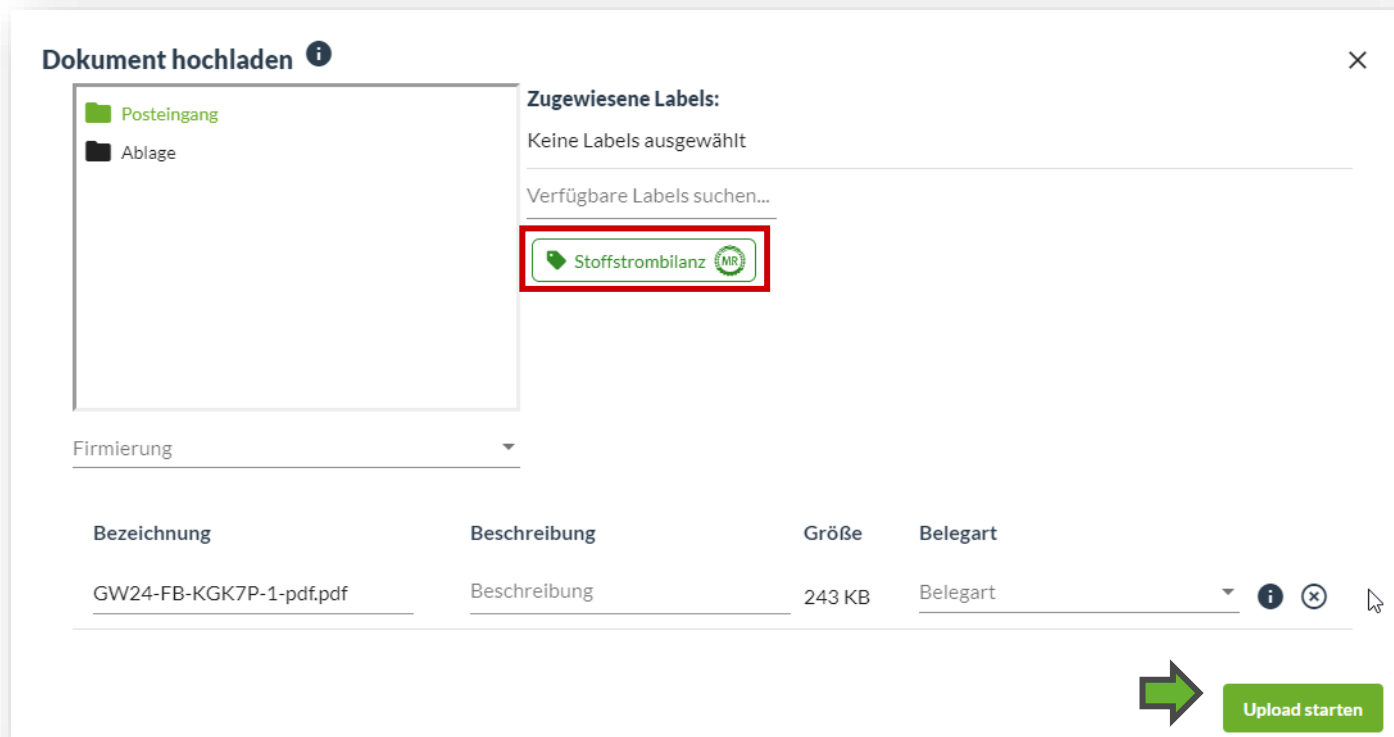 Dokument hochladen i
Posteingang
Ablage
Zugewiesene Labels:
Keine Labels ausgewählt
Verfügbare Labels suchen...
Stoffstrombilanz MR
Firmierung
Bezeichnung Beschreibung Größe Belegart
GW24-FB-KGK7P-1-pdf.pdf Beschreibung 243 KB Belegart i
Upload starten